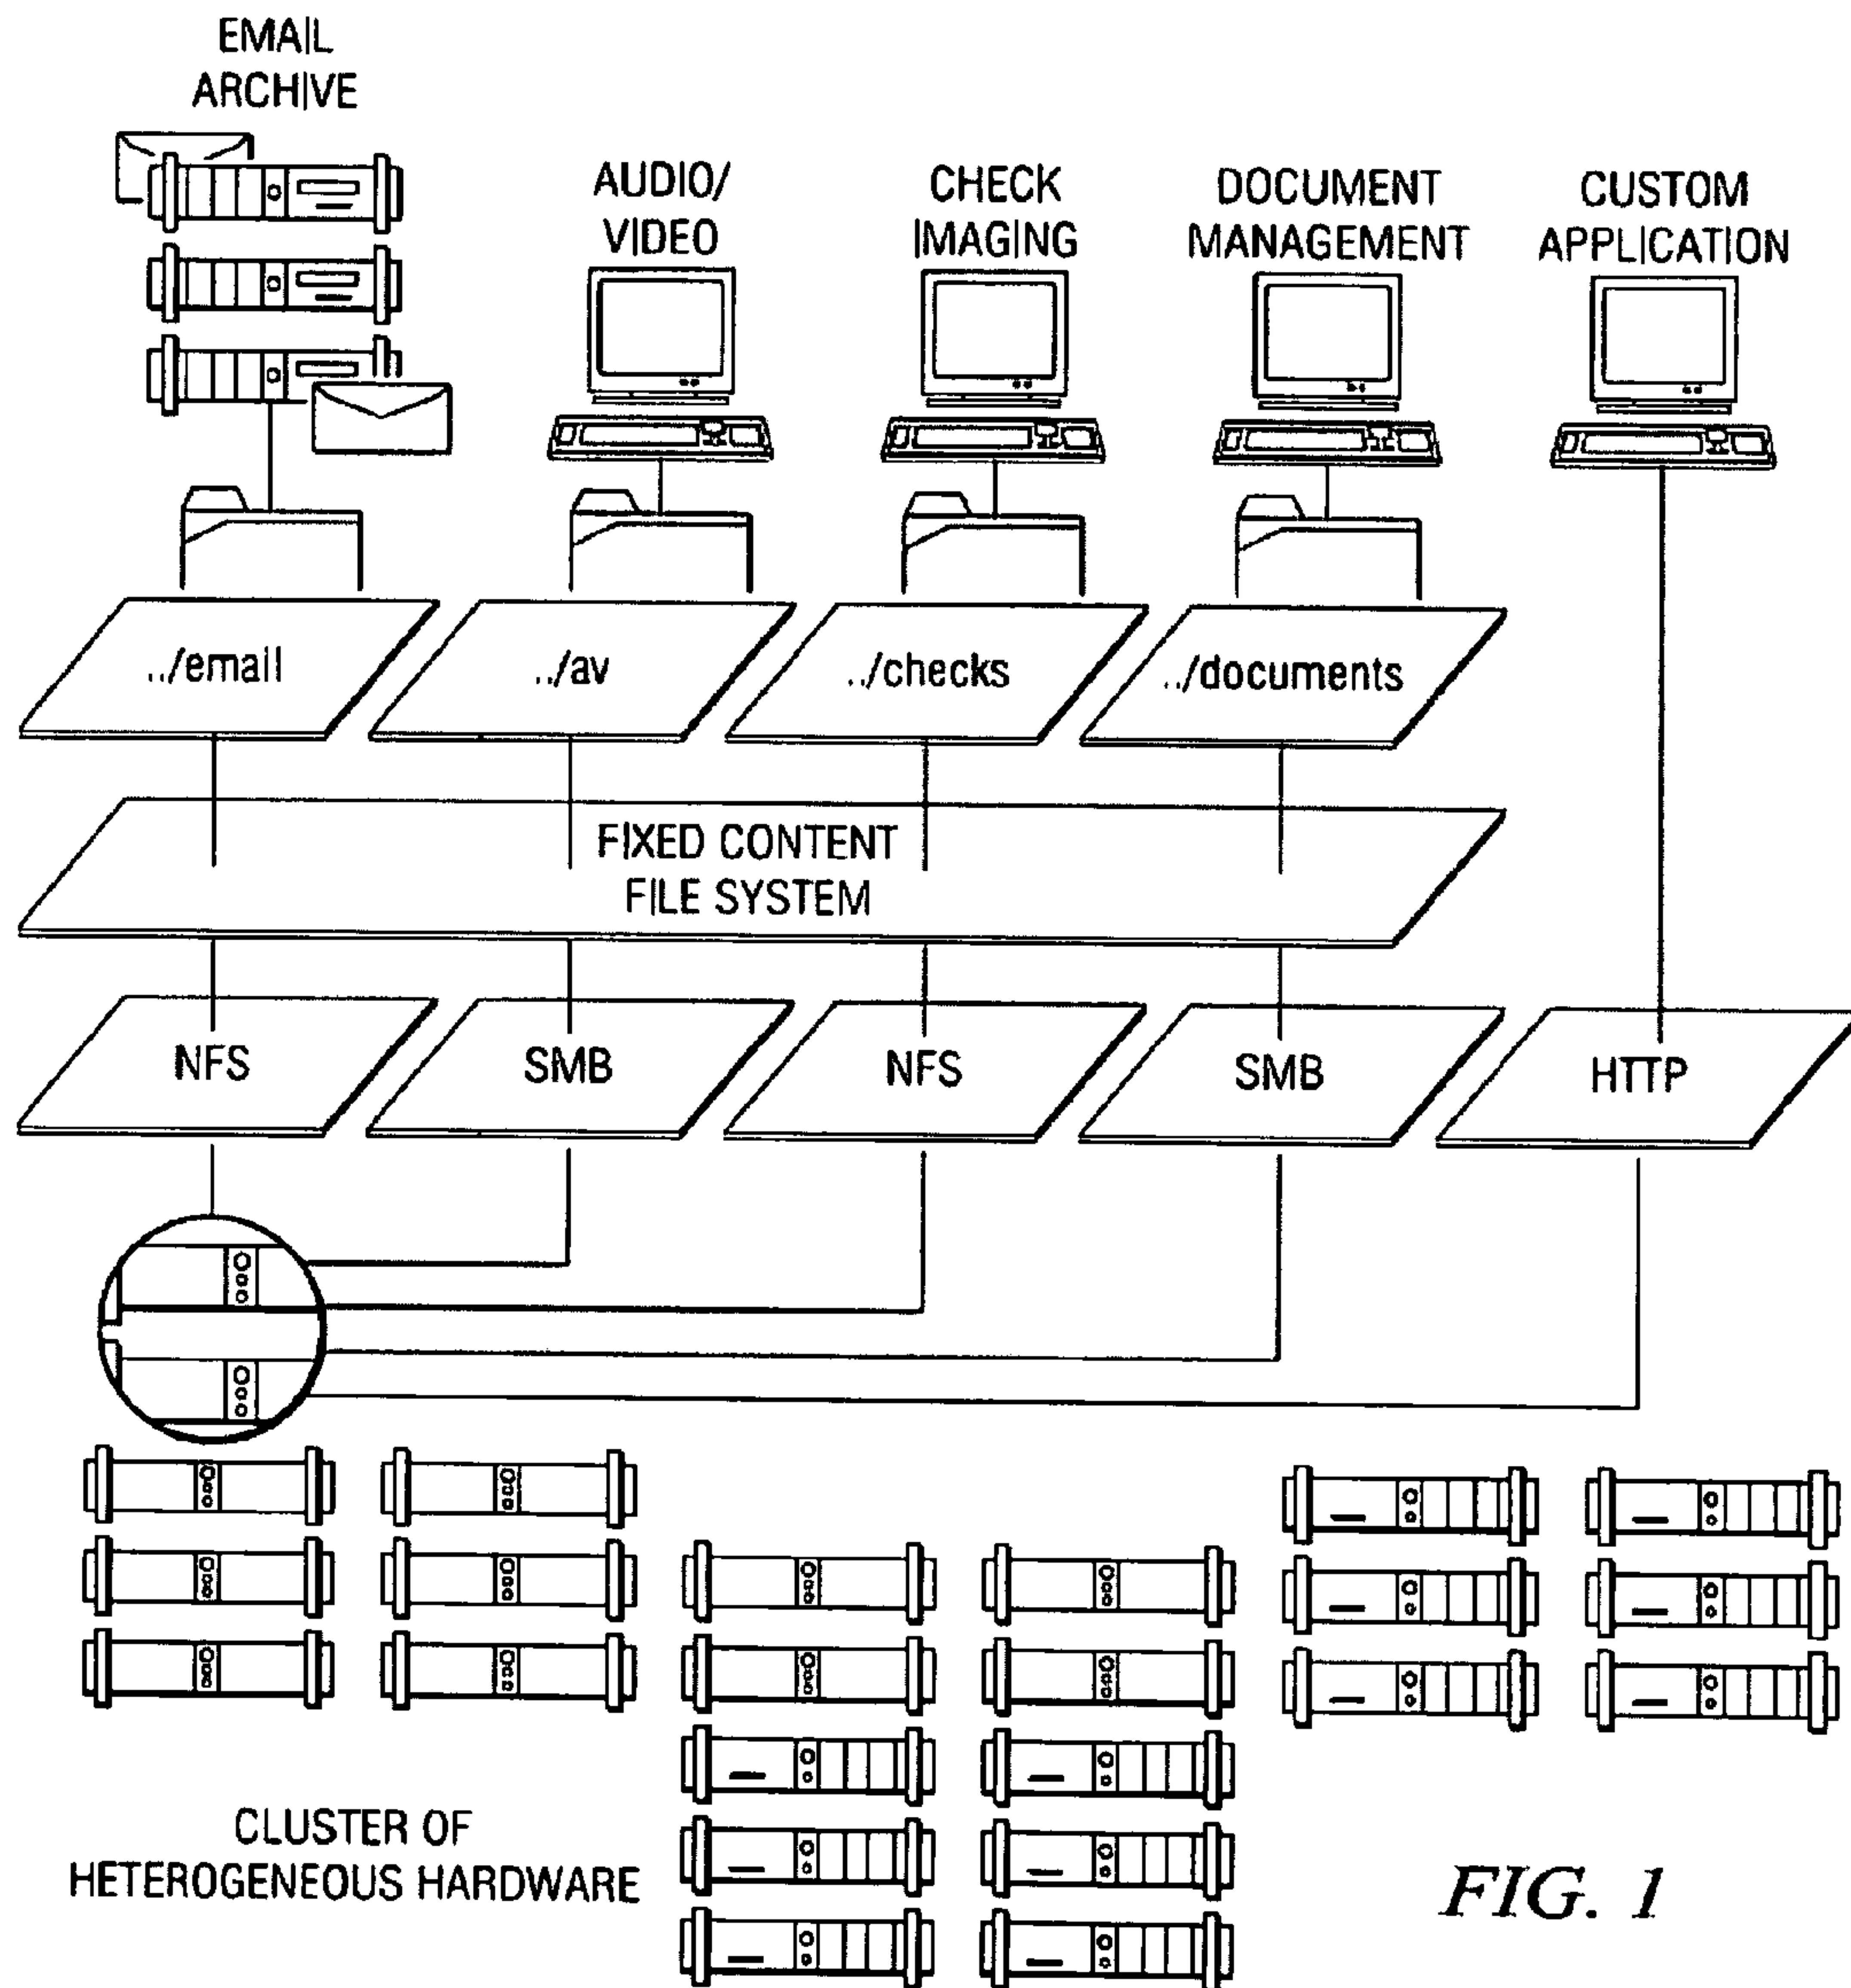 EMAIL
ARCHIVE
AUDIO/
VIDEO
CHECK
IMAGING
DOCUMENT
MANAGEMENT
CUSTOM
APPLICATION
../email
../av
../checks
../documents
FIXED CONTENT
FILE SYSTEM
NFS
SMB
NFS
SMB
HTTP
CLUSTER OF
HETEROGENEOUS HARDWARE
FIG. 1